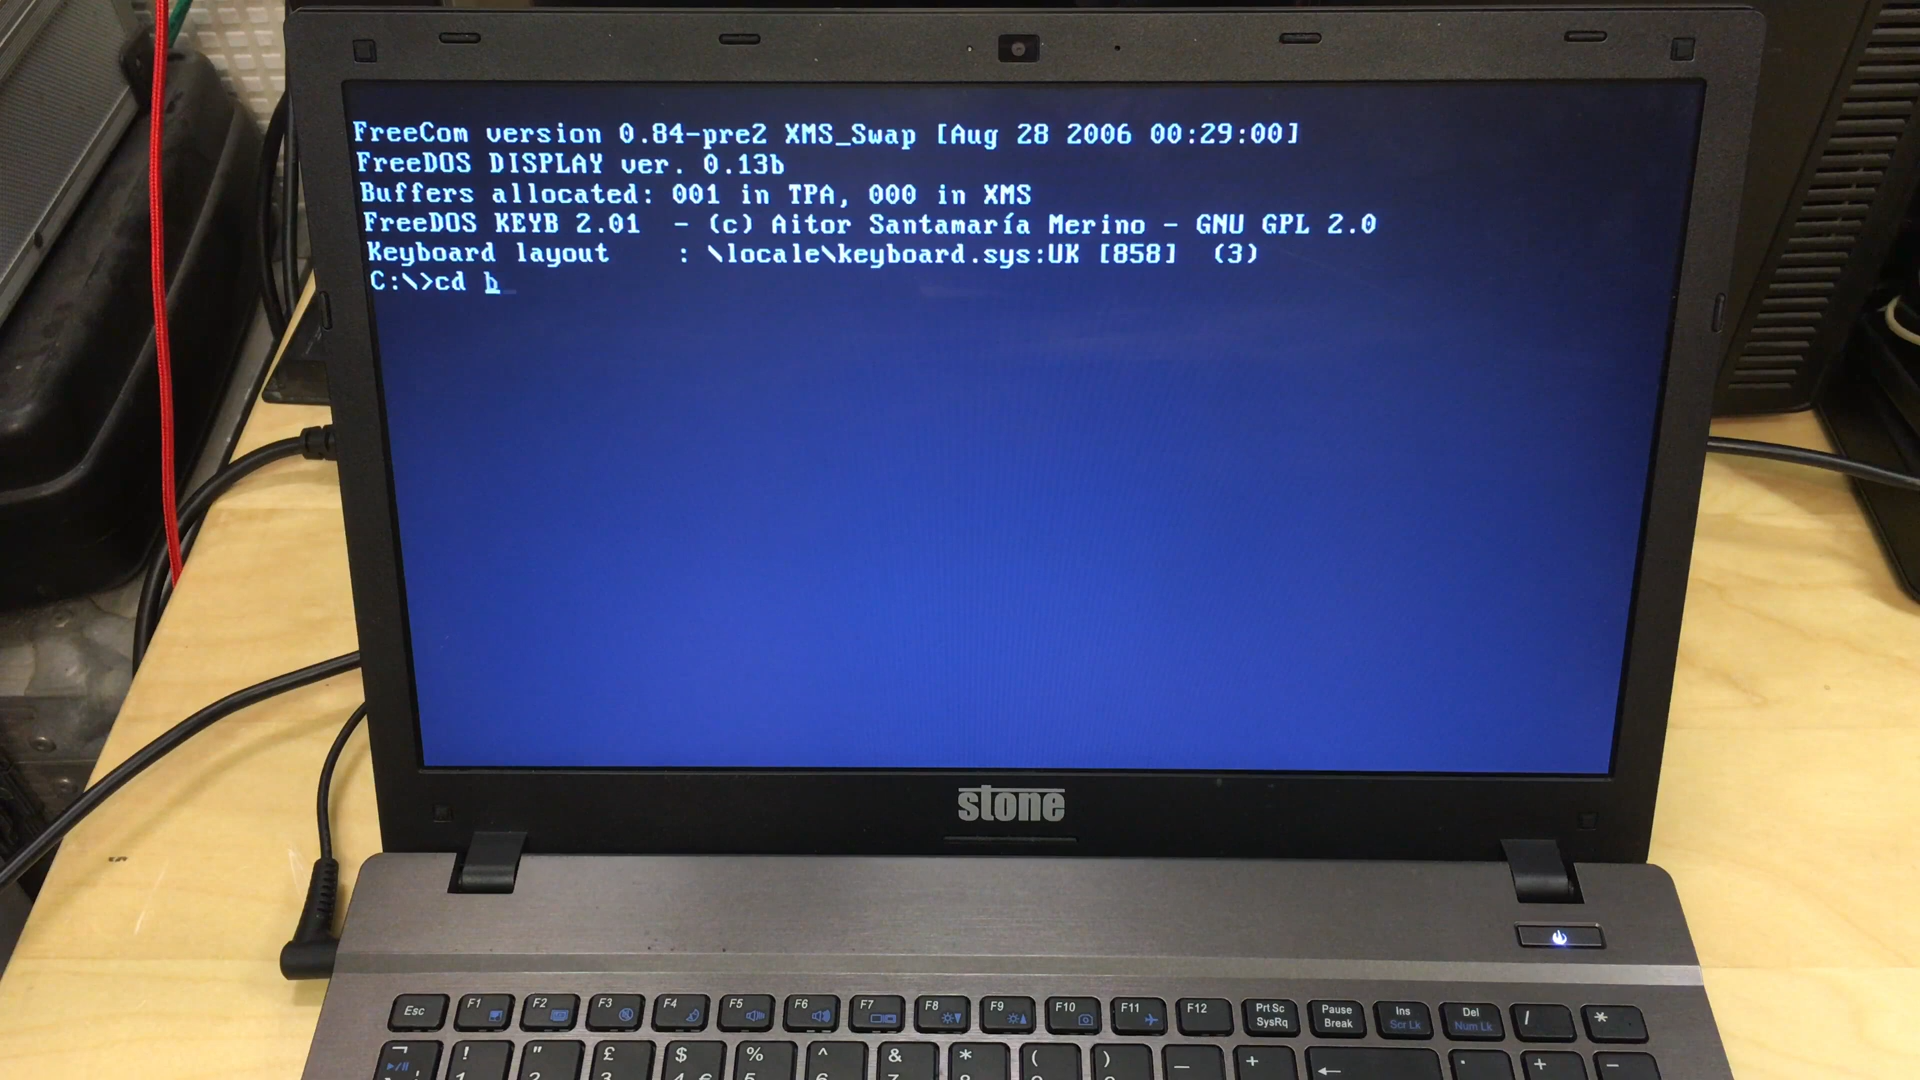 FreeCom version 0.84-pre2 XMS_Swap [Aug 28 2006 00:29:00]
FreeDOS DISPLAY ver. 0.13b
Buffers allocated: 001 in TPA, 000 in XMS
FreeDOS KEYB 2.01 - (c) Aitor Santamaría Merino - GNU GPL 2.0
Keyboard layout : \locale\keyboard.sys:UK [858] (3)
C:\>cd b
stone
Esc F1 F2 F3 F4 F5 F6 F7 F8 F9 F10 F11 F12 Prt Sc Pause Ins Del / *
SysRq Break Scr Lk Num Lk
! " £ $ % ^ & * ( ) _ + ← . + -